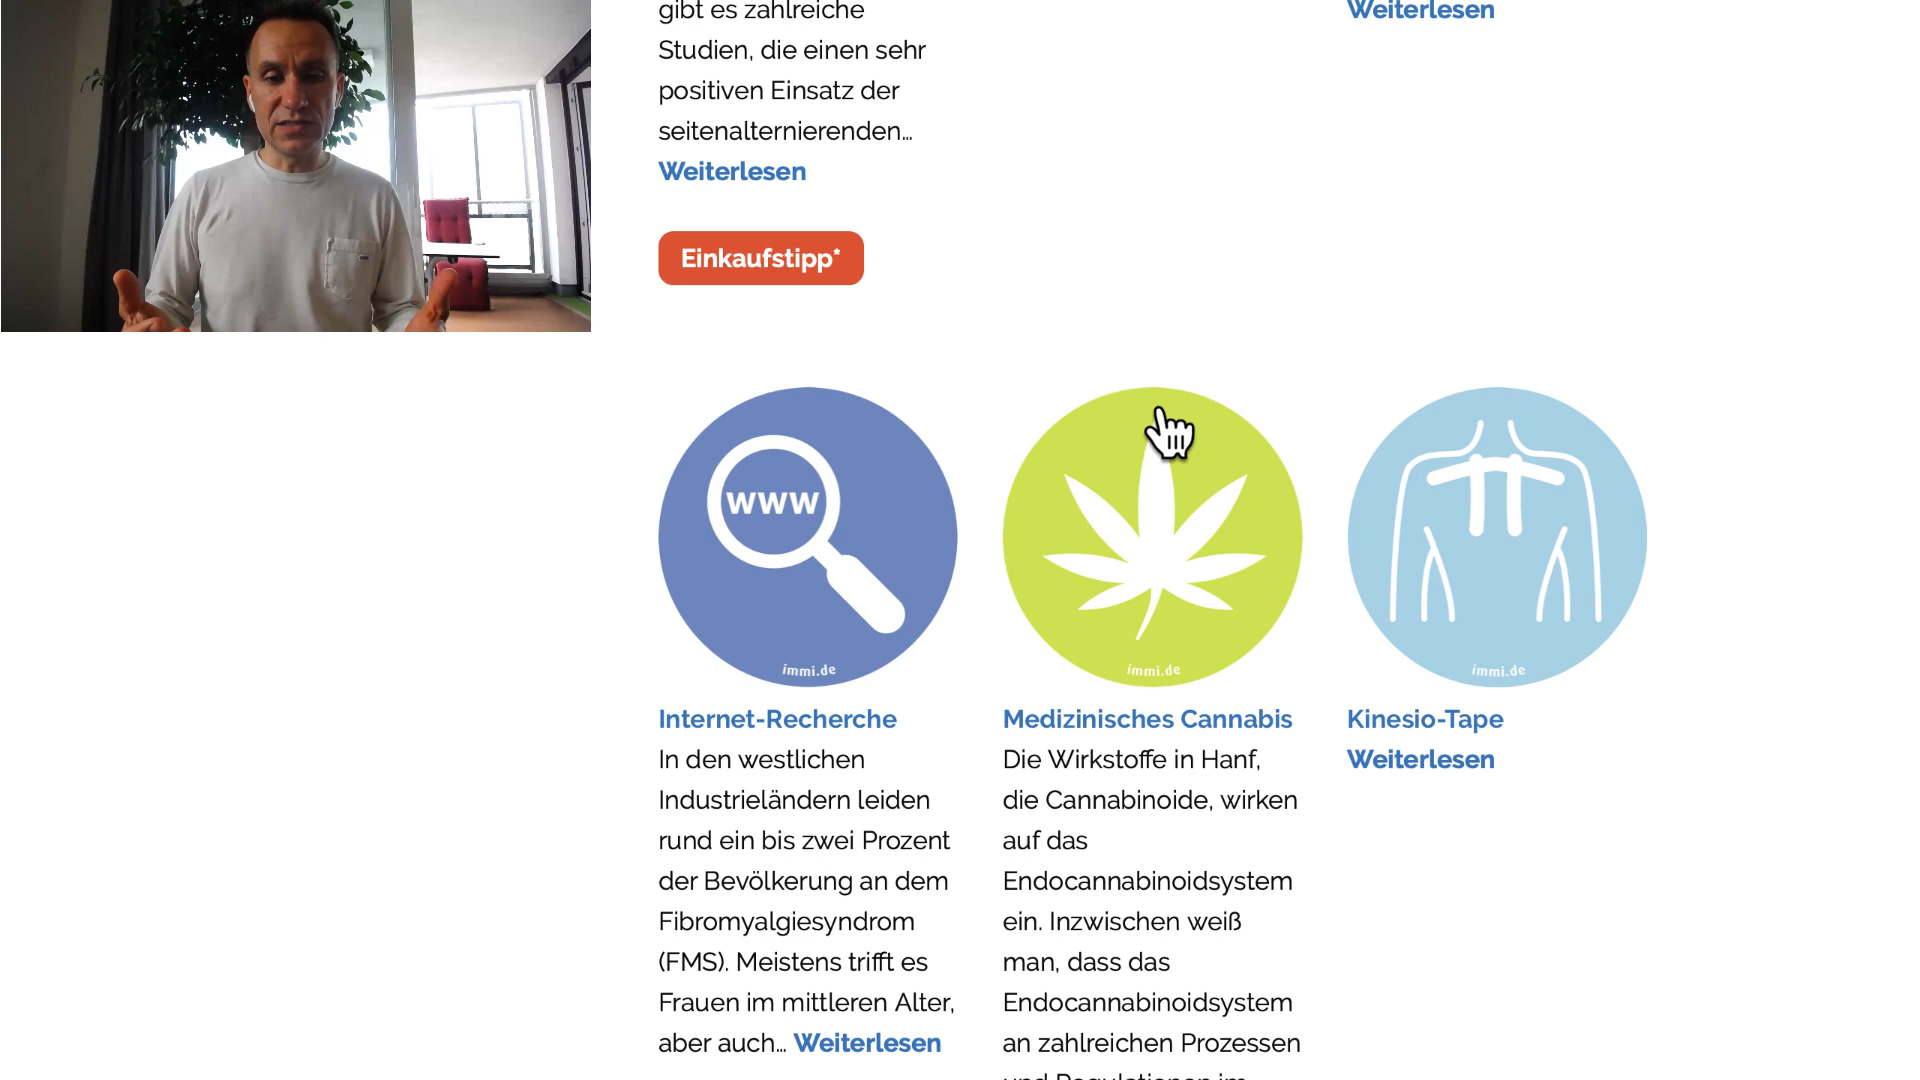 gibt es zahlreiche
Studien, die einen sehr
positiven Einsatz der
seitenalternierenden…
Weiterlesen
Einkaufstipp*
Weiterlesen
www
immi.de
Internet-Recherche
In den westlichen
Industrieländern leiden
rund ein bis zwei Prozent
der Bevölkerung an dem
Fibromyalgiesyndrom
(FMS). Meistens trifft es
Frauen im mittleren Alter,
aber auch… Weiterlesen
immi.de
Medizinisches Cannabis
Die Wirkstoffe in Hanf,
die Cannabinoide, wirken
auf das
Endocannabinoidsystem
ein. Inzwischen weiß
man, dass das
Endocannabinoidsystem
an zahlreichen Prozessen
und Regulationen im
immi.de
Kinesio-Tape
Weiterlesen